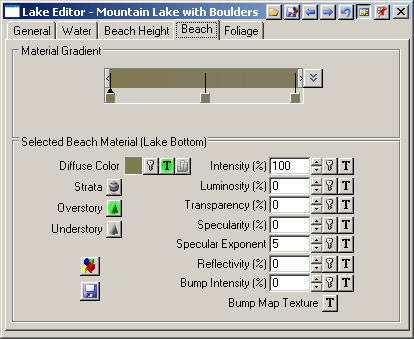 Lake Editor - Mountain Lake with Boulders
General Water Beach Height Beach Foliage
Material Gradient
Selected Beach Material (Lake Bottom)
Diffuse Color T Intensity (%) 100 T
Strata Luminosity (%) 0 T
Overstory Transparency (%) 0 T
Understory Specularity (%) 0 T
Specular Exponent 5 T
Reflectivity (%) 0 T
Bump Intensity (%) 0 T
Bump Map Texture T